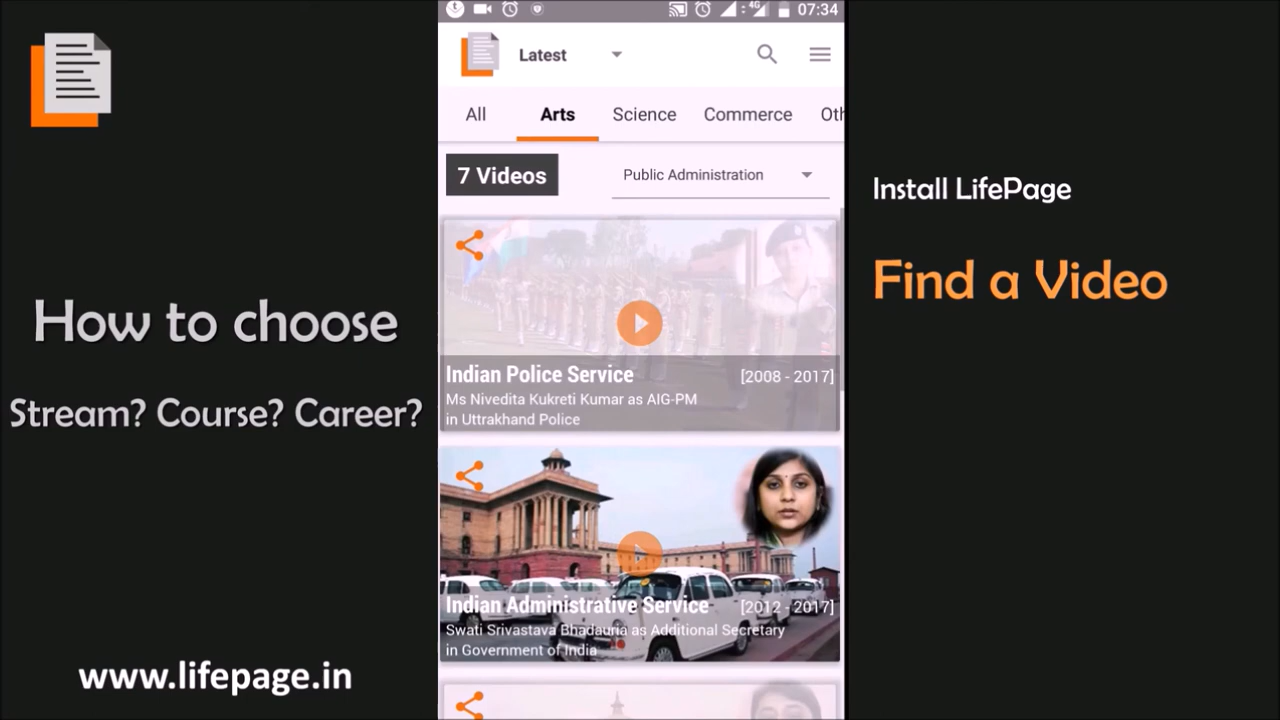 How to choose
Stream? Course? Career?
www.lifepage.in
4G
07:34
Latest
All
Arts
Science
Commerce
Oth
7 Videos
Public Administration
Indian Police Service
[2008 - 2017]
Ms Nivedita Kukreti Kumar as AIG-PM
in Uttrakhand Police
Indian Administrative Service
[2012 - 2017]
Swati Srivastava Bhadauria as Additional Secretary
in Government of India
Install LifePage
Find a Video